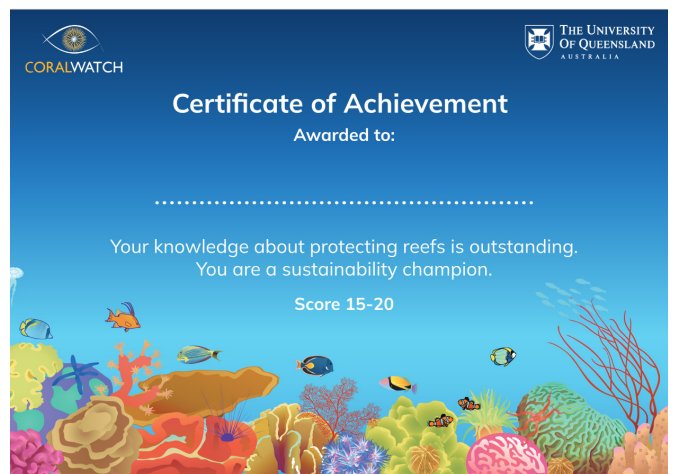 CORALWATCH
THE UNIVERSITY
OF QUEENSLAND
AUSTRALIA
Certificate of Achievement
Awarded to:
Your knowledge about protecting reefs is outstanding.
You are a sustainability champion.
Score 15-20